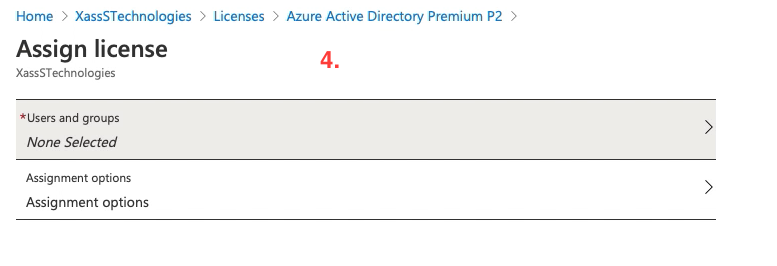 Home > XassSTechnologies > Licenses > Azure Active Directory Premium P2 >
Assign license
XassSTechnologies
4.
*Users and groups
None Selected
Assignment options
Assignment options